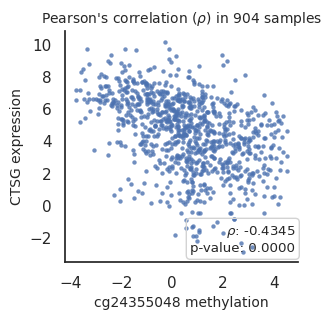 Pearson's correlation (ρ) in 904 samples
CTSG expression
10
8
6
4
2
0
−2
ρ: -0.4345
p-value: 0.0000
−4 −2 0 2 4
cg24355048 methylation